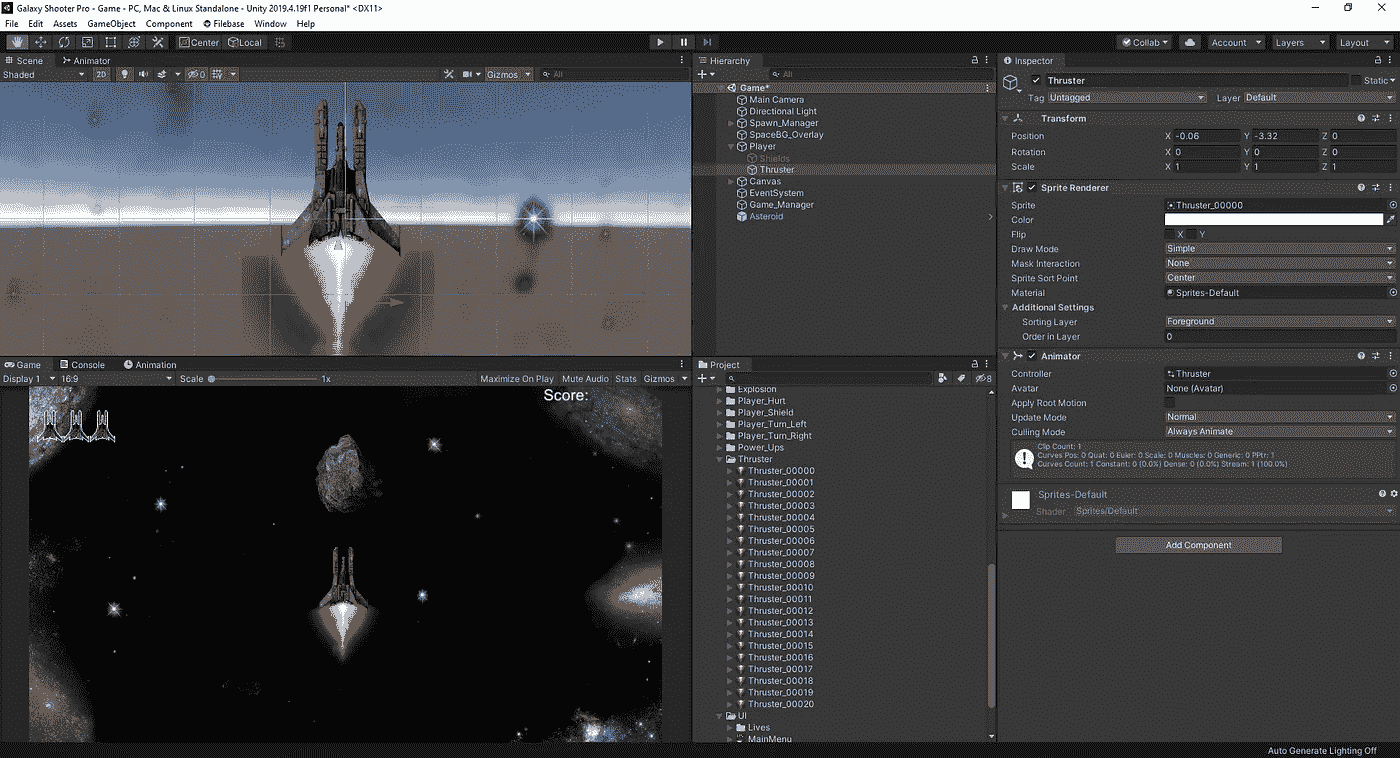 Galaxy Shooter Pro - Game - PC, Mac & Linux Standalone - Unity 2019.4.19f1 Personal* <DX11>
File Edit Assets GameObject Component Filebase Window Help
Center Local Collab Account Layers Layout
Scene Animator
Shaded 2D 0 Gizmos All
Game Console Animation
Display 1 16:9 Scale 1x Maximize On Play Mute Audio Stats Gizmos
Score:
Hierarchy
All
Game*
Main Camera
Directional Light
Spawn_Manager
SpaceBG_Overlay
Player
Shields
Thruster
Canvas
EventSystem
Game_Manager
Asteroid
Project
8
Explosion
Player_Hurt
Player_Shield
Player_Turn_Left
Player_Turn_Right
Power_Ups
Thruster
Thruster_00000
Thruster_00001
Thruster_00002
Thruster_00003
Thruster_00004
Thruster_00005
Thruster_00006
Thruster_00007
Thruster_00008
Thruster_00009
Thruster_00010
Thruster_00011
Thruster_00012
Thruster_00013
Thruster_00014
Thruster_00015
Thruster_00016
Thruster_00017
Thruster_00018
Thruster_00019
Thruster_00020
UI
Lives
MainMenu
Inspector
Thruster Static
Tag Untagged Layer Default
Transform
Position X -0.06 Y -3.32 Z 0
Rotation X 0 Y 0 Z 0
Scale X 1 Y 1 Z 1
Sprite Renderer
Sprite Thruster_00000
Color
Flip X Y
Draw Mode Simple
Mask Interaction None
Sprite Sort Point Center
Material Sprites-Default
Additional Settings
Sorting Layer Foreground
Order in Layer 0
Animator
Controller Thruster
Avatar None (Avatar)
Apply Root Motion
Update Mode Normal
Culling Mode Always Animate
Clip Count: 1
Curves Pos: 0 Quat: 0 Euler: 0 Scale: 0 Muscles: 0 Generic: 0 PPtr: 1
Curves Count: 1 Constant: 0 (0.0%) Dense: 0 (0.0%) Stream: 1 (100.0%)
Sprites-Default
Shader Sprites/Default
Add Component
Auto Generate Lighting Off